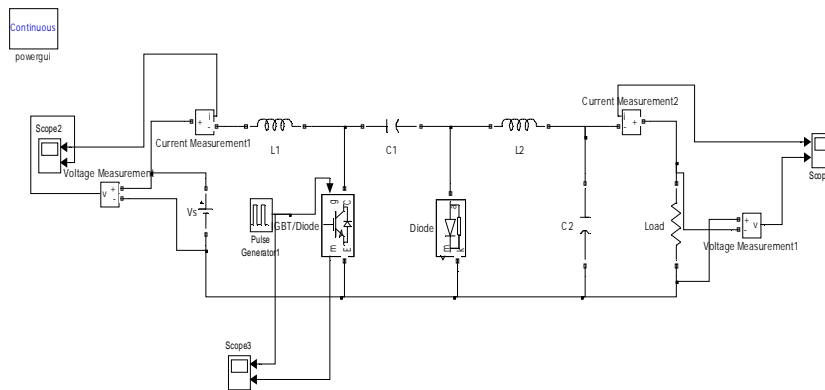 Continuous
powergui
Scope2
Current Measurement1
L1
C1
L2
Current Measurement2
Scop
Voltage Measurement
v
+
-
Vs
Pulse
Generator1
GBT/Diode
g
C
m
E
Diode
a
m
k
C2
Load
+
-
v
Voltage Measurement1
Scope3
i
+
-
i
+
-
+